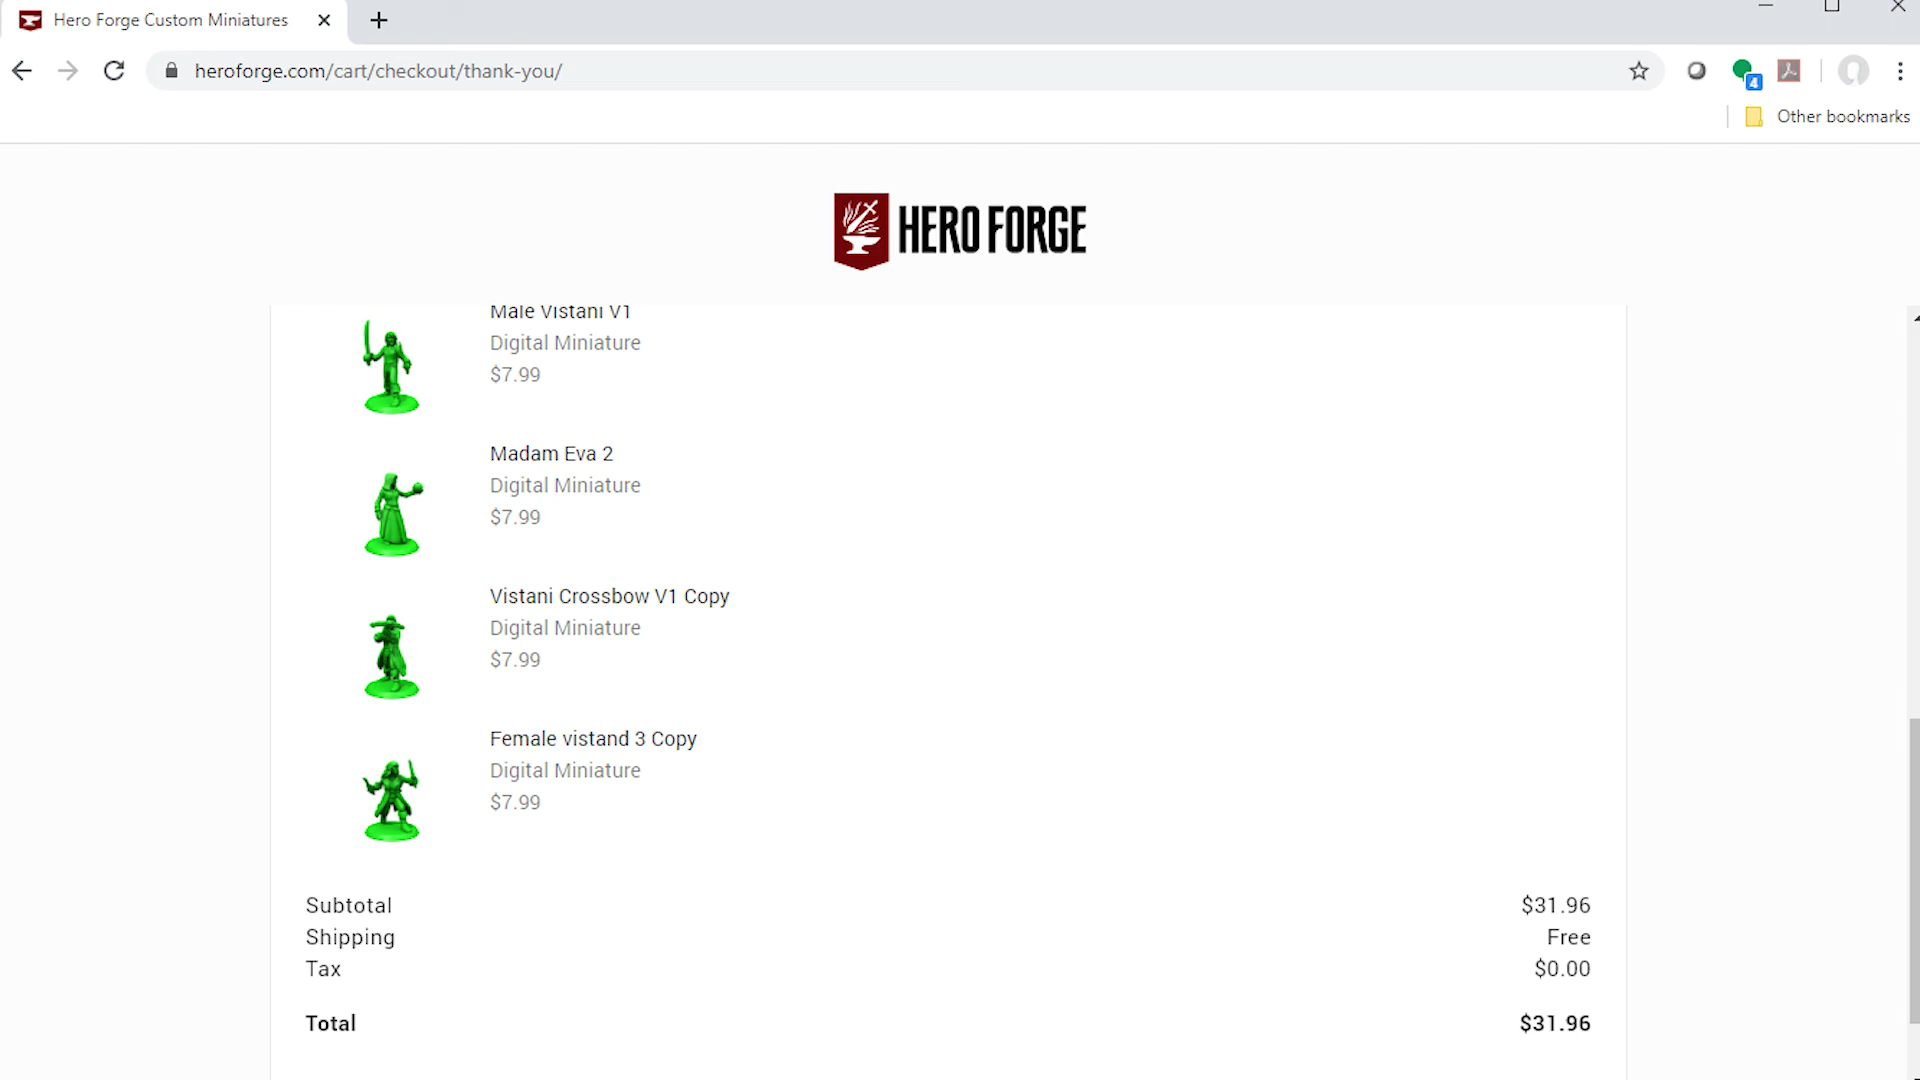 Hero Forge Custom Miniatures
heroforge.com/cart/checkout/thank-you/
4
Other bookmarks
HERO FORGE
Male Vistani V1
Digital Miniature
$7.99
Madam Eva 2
Digital Miniature
$7.99
Vistani Crossbow V1 Copy
Digital Miniature
$7.99
Female vistand 3 Copy
Digital Miniature
$7.99
Subtotal $31.96
Shipping Free
Tax $0.00
Total $31.96